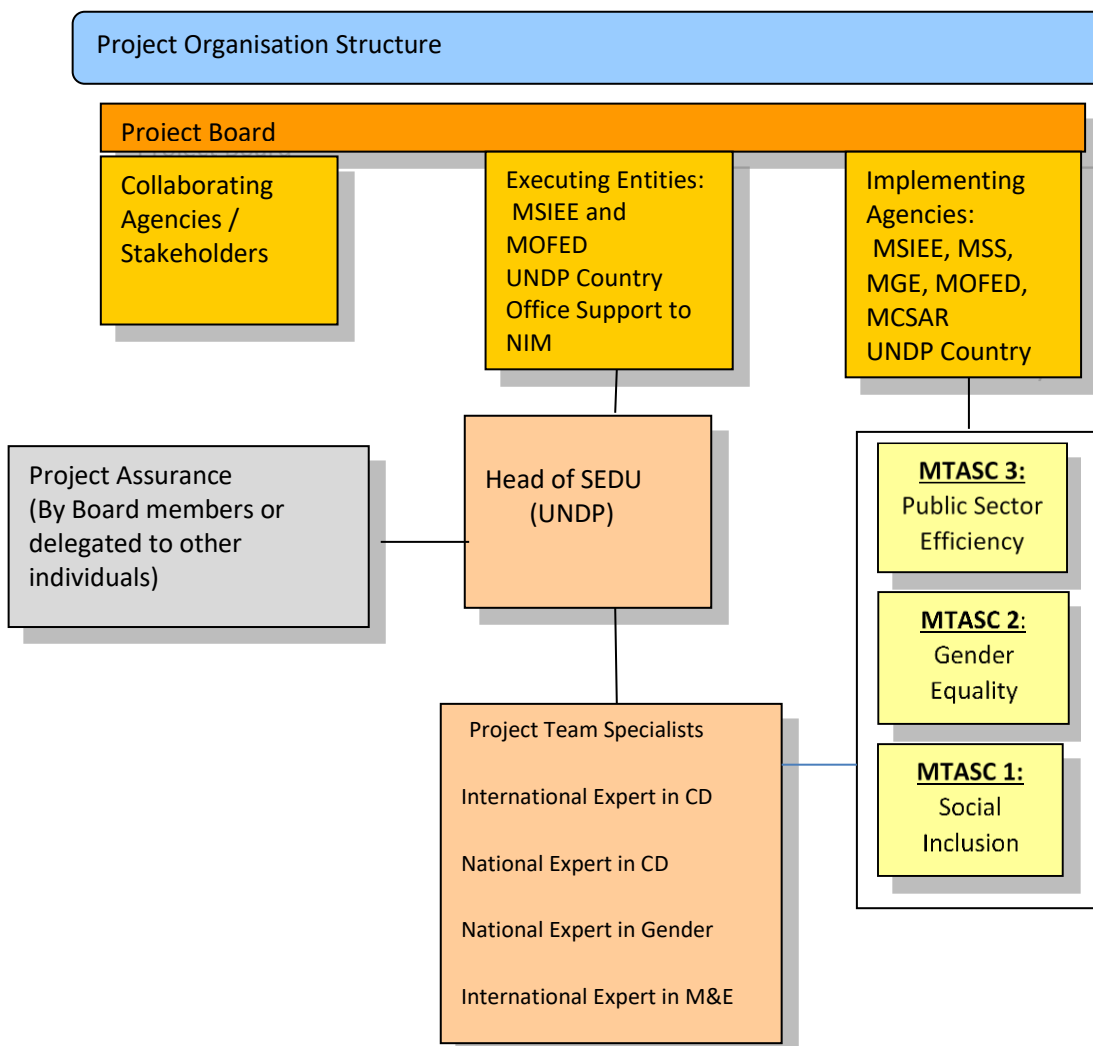 Project Organisation Structure
Project Board
Collaborating
Agencies /
Stakeholders
Executing Entities:
MSIEE and
MOFED
UNDP Country
Office Support to
NIM
Implementing
Agencies:
MSIEE, MSS,
MGE, MOFED,
MCSAR
UNDP Country
Project Assurance
(By Board members or
delegated to other
individuals)
Head of SEDU
(UNDP)
MTASC 3:
Public Sector
Efficiency
MTASC 2:
Gender
Equality
MTASC 1:
Social
Inclusion
Project Team Specialists
International Expert in CD
National Expert in CD
National Expert in Gender
International Expert in M&E